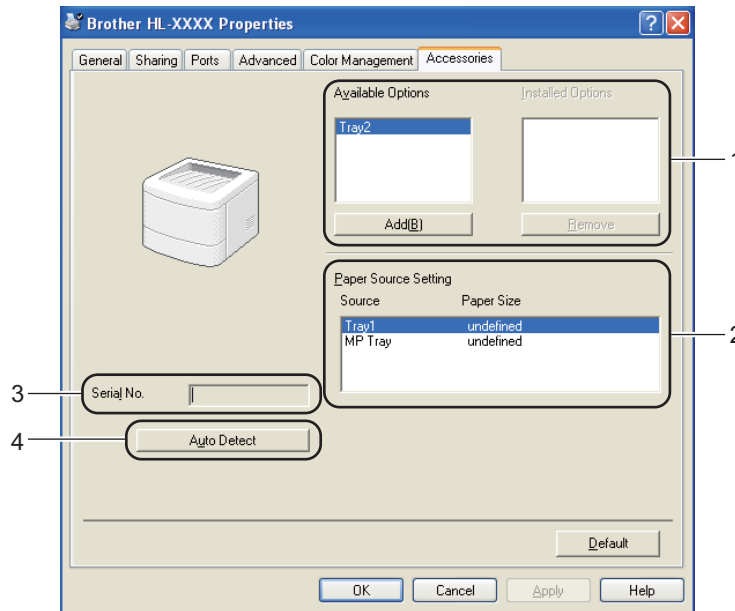 Brother HL-XXXX Properties
General Sharing Ports Advanced Color Management Accessories
Available Options Installed Options
1
Tray2
Add(B) Remove
Paper Source Setting
Source Paper Size
Tray1 undefined
MP Tray undefined
2
3
Serial No.
4
Auto Detect
Default
OK Cancel Apply Help